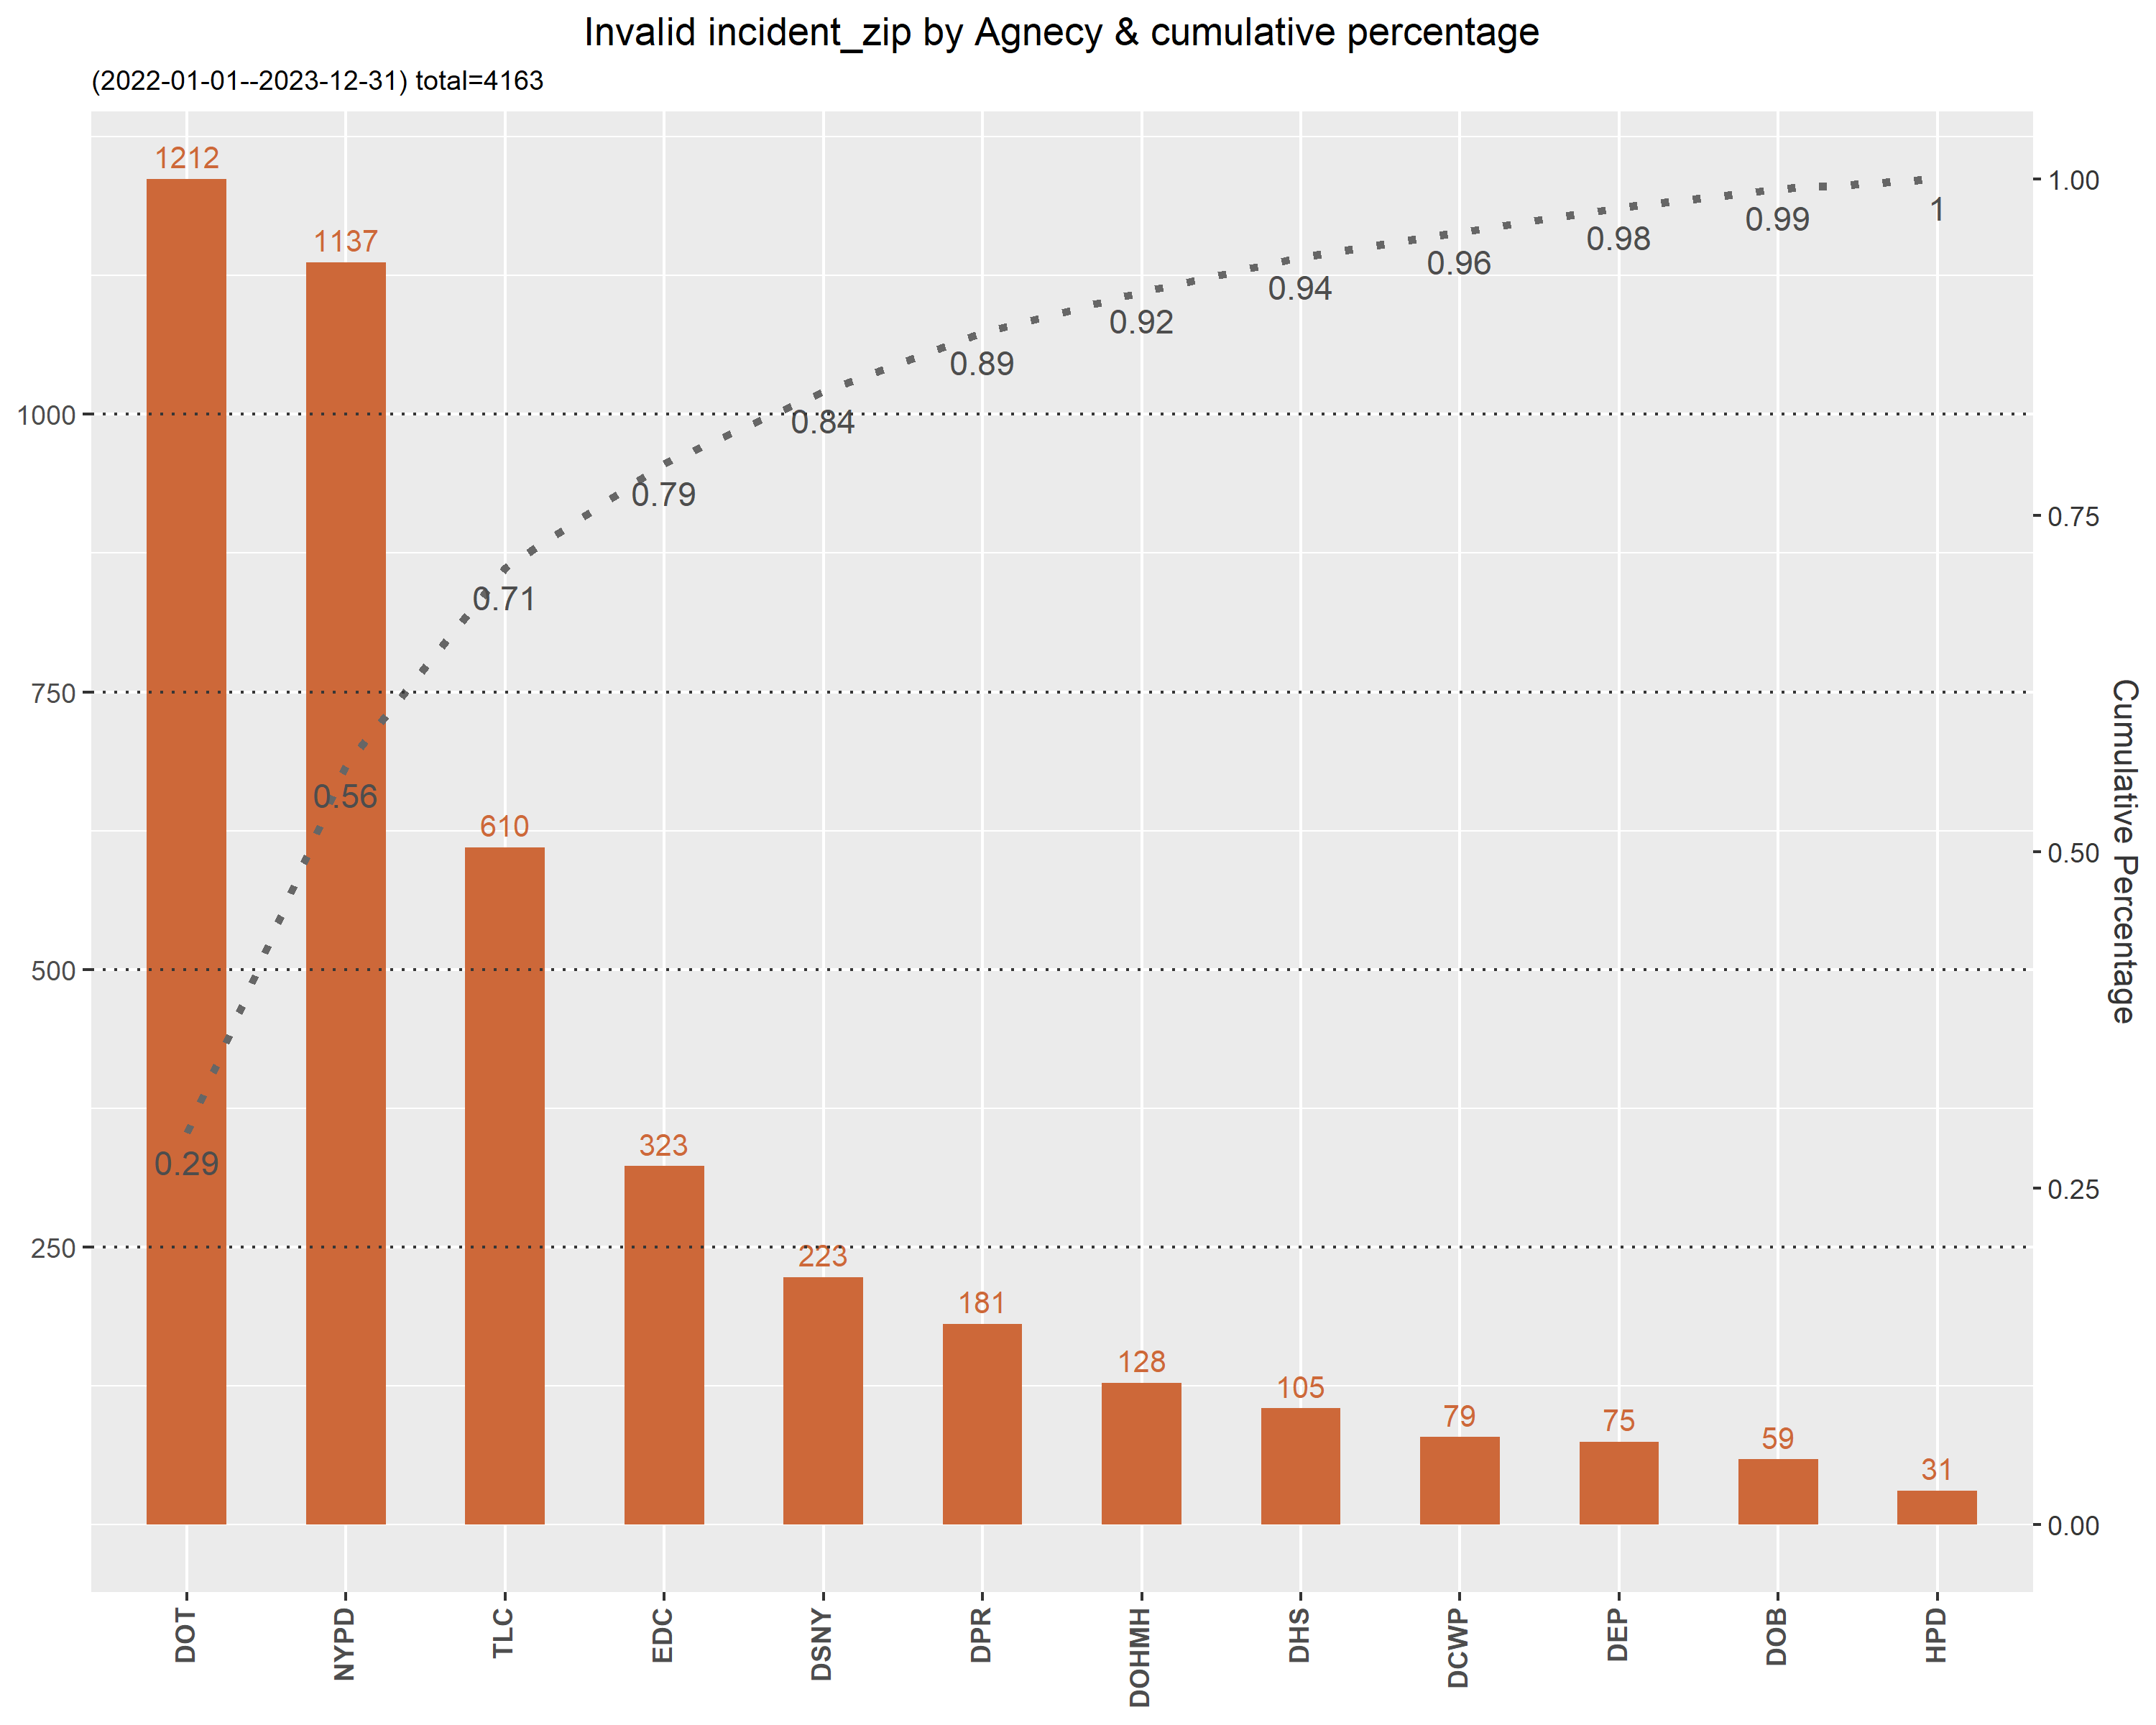 Invalid incident_zip by Agnecy & cumulative percentage
(2022-01-01--2023-12-31) total=4163
1212
1137
610
323
223
181
128
105
79
75
59
31
0.29
0.56
0.71
0.79
0.84
0.89
0.92
0.94
0.96
0.98
0.99
1
1000
750
500
250
1.00
0.75
0.50
0.25
0.00
Cumulative Percentage
DOT
NYPD
TLC
EDC
DSNY
DPR
DOHMH
DHS
DCWP
DEP
DOB
HPD